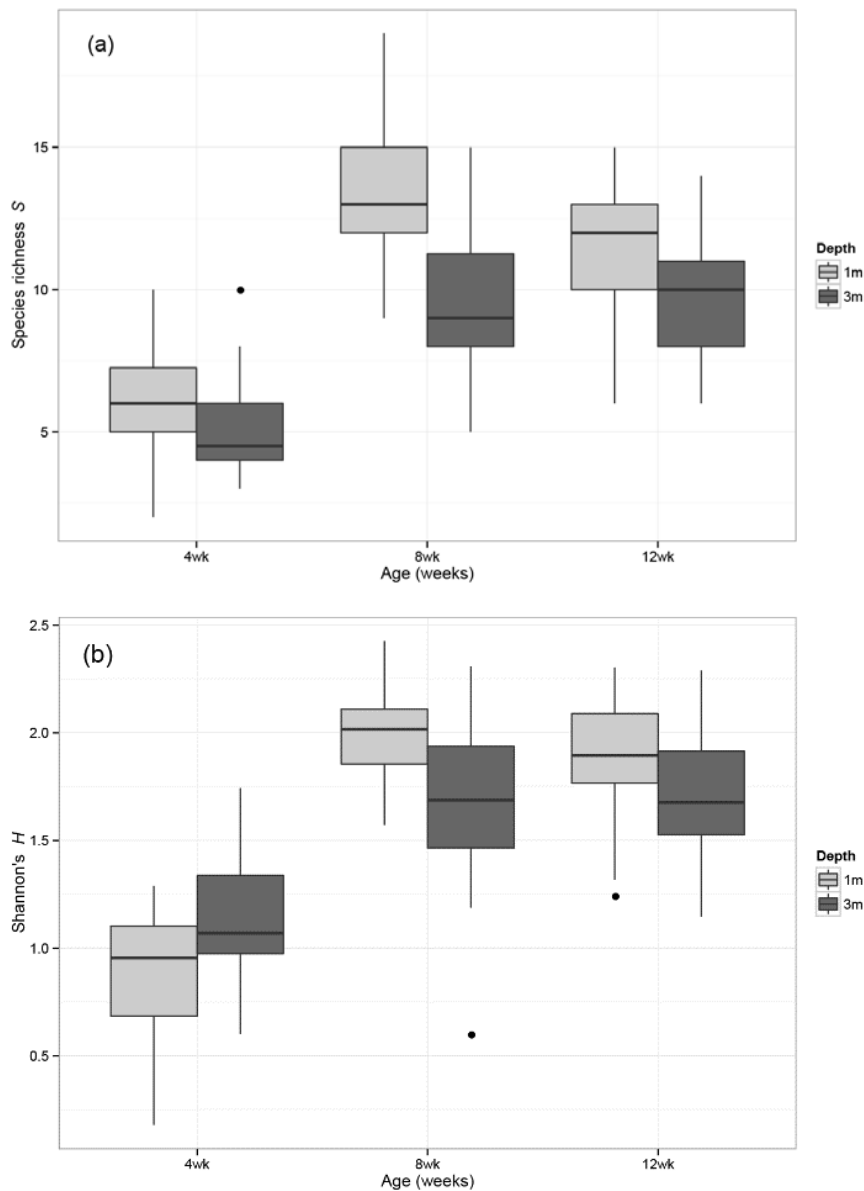 (a)
Species richness S
15
10
5
4wk
8wk
12wk
Age (weeks)
Depth
1m
3m
(b)
Shannon's H
2.5
2.0
1.5
1.0
0.5
4wk
8wk
12wk
Age (weeks)
Depth
1m
3m